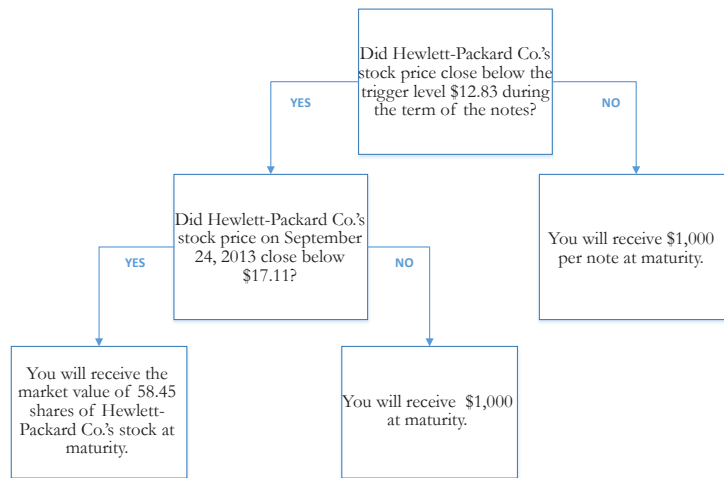 Did Hewlett-Packard Co.'s
stock price close below the
trigger level $12.83 during
the term of the notes?
YES
NO
Did Hewlett-Packard Co.'s
stock price on September
24, 2013 close below
$17.11?
You will receive $1,000
per note at maturity.
YES
NO
You will receive the
market value of 58.45
shares of Hewlett-
Packard Co.'s stock at
maturity.
You will receive $1,000
at maturity.